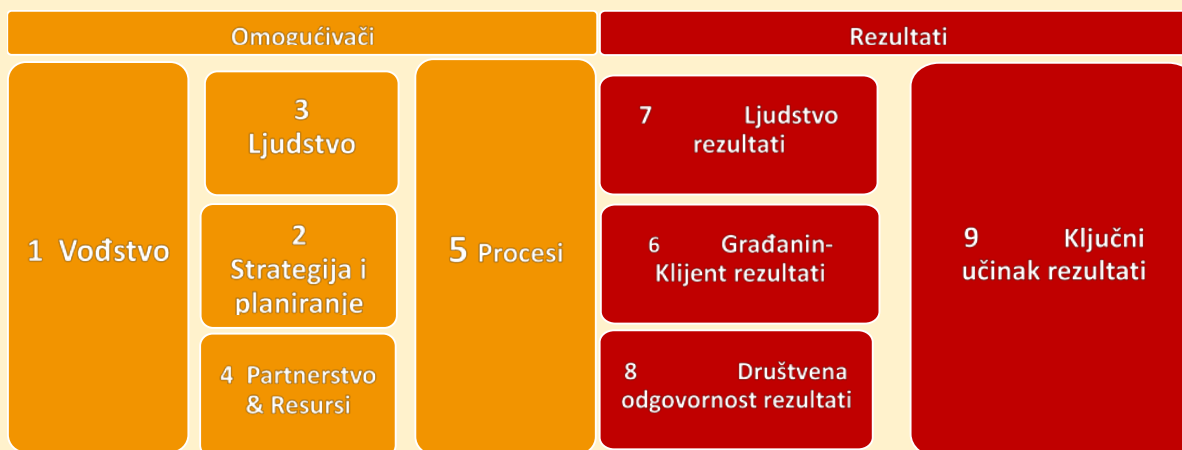 Omogućivači
Rezultati
1 Vođstvo
3
Ljudstvo
2
Strategija i
planiranje
4 Partnerstvo
& Resursi
5 Procesi
7 Ljudstvo
rezultati
6 Građanin-
Klijent rezultati
8 Društvena
odgovornost rezultati
9 Ključni
učinak rezultati